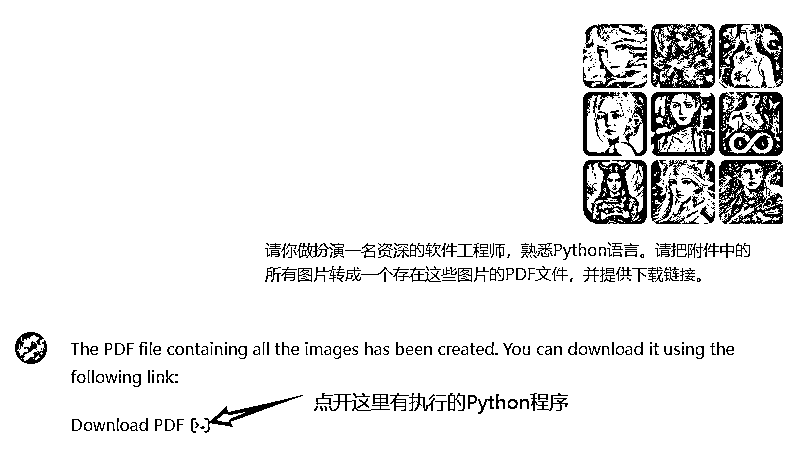 请你做扮演一名资深的软件工程师，熟悉Python语言。请把附件中的
所有图片转成一个存在这些图片的PDF文件，并提供下载链接。
The PDF file containing all the images has been created. You can download it using the
following link:
点开这里有执行的Python程序
Download PDF [>-]